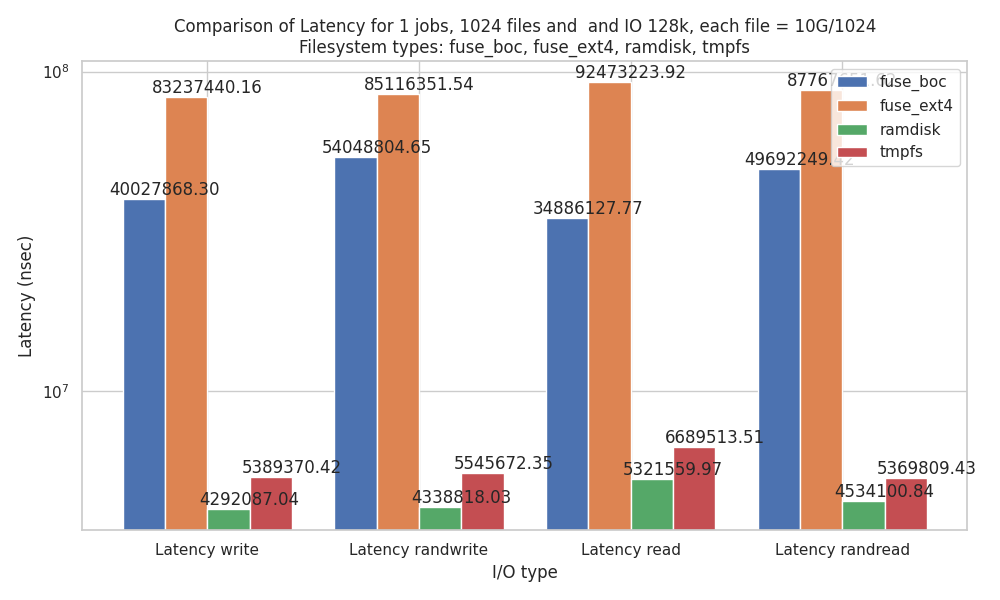 Comparison of Latency for 1 jobs, 1024 files and  and IO 128k, each file = 10G/1024
Filesystem types: fuse_boc, fuse_ext4, ramdisk, tmpfs
10^8
10^7
Latency (nsec)
83237440.16
85116351.54
92473223.92
54048804.65
49692249.42
40027868.30
34886127.77
fuse_boc
fuse_ext4
ramdisk
tmpfs
5389370.42
5545672.35
6689513.51
5369809.43
4292087.04
4338818.03
5321559.97
4534100.84
Latency write
Latency randwrite
Latency read
Latency randread
I/O type